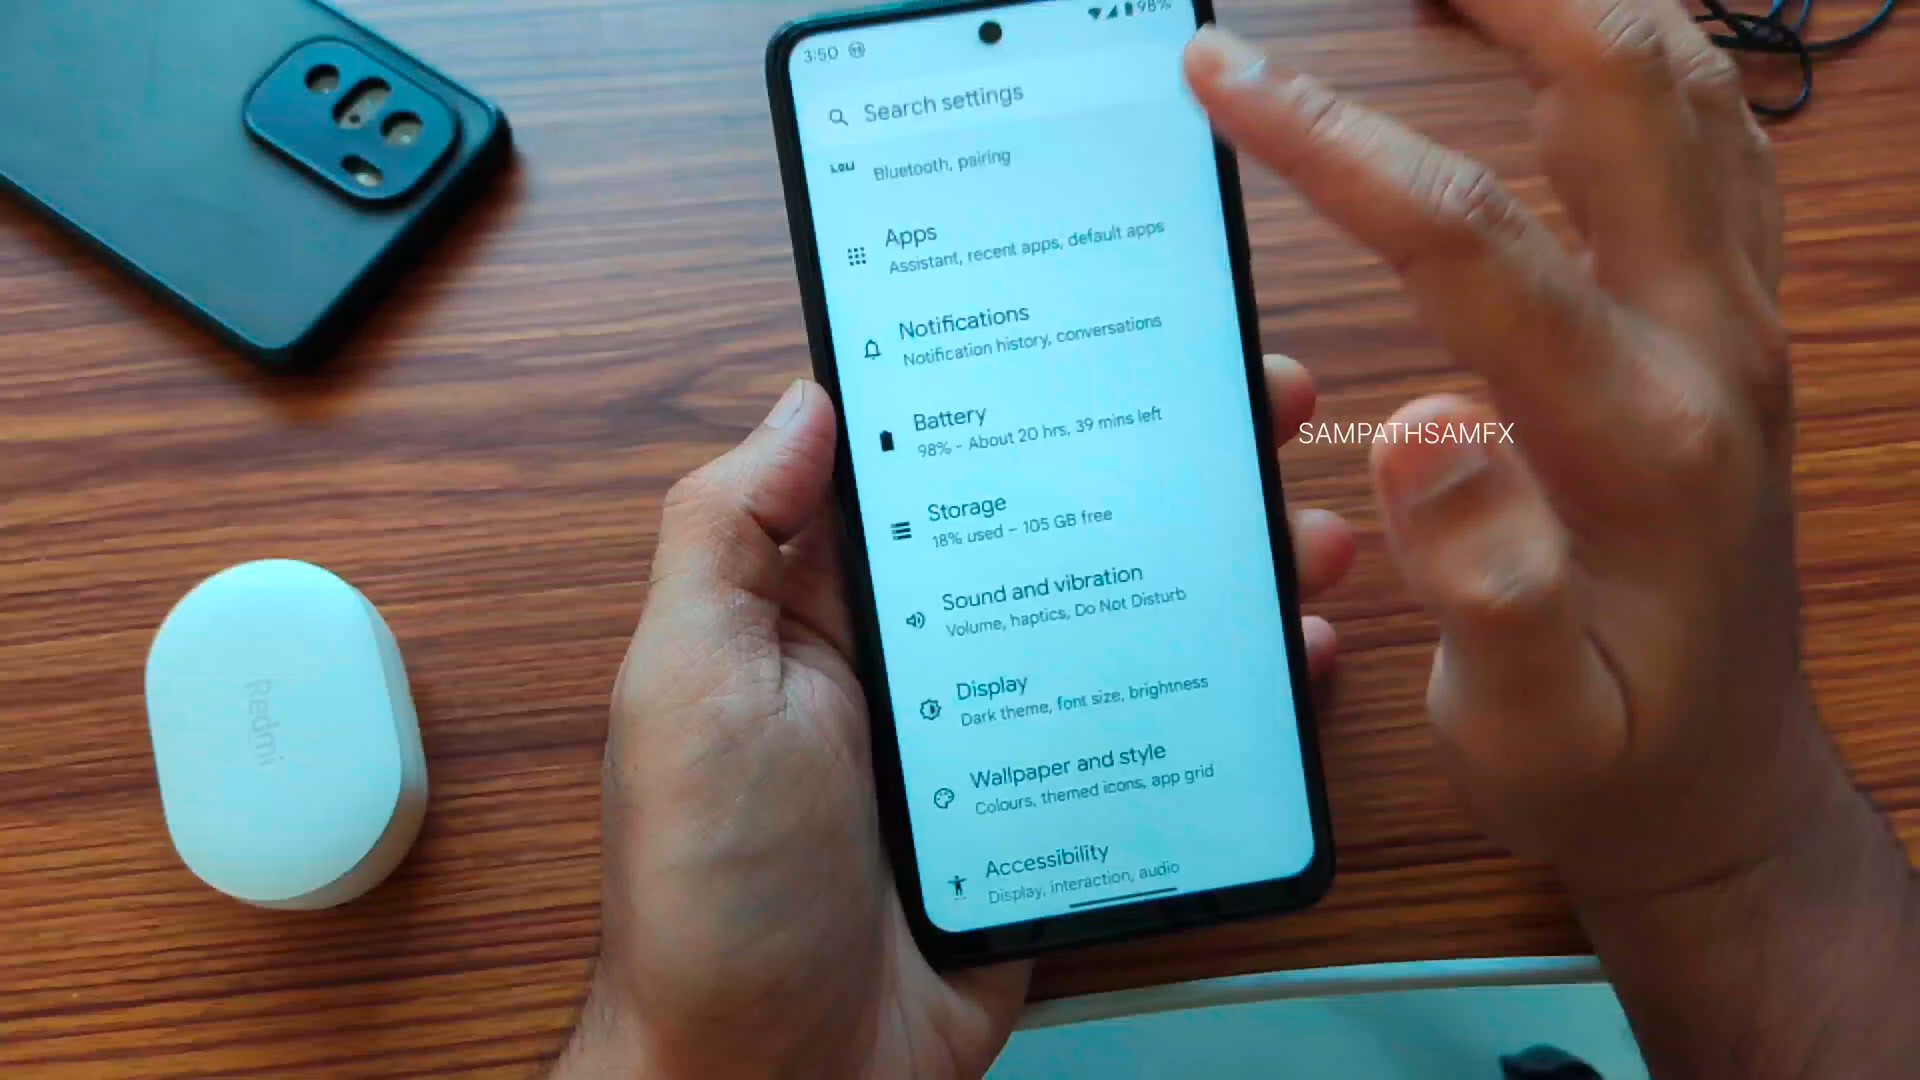 3:50
98%
Search settings
Bluetooth, pairing
Apps
Assistant, recent apps, default apps
Notifications
Notification history, conversations
Battery
98% - About 20 hrs, 39 mins left
Storage
18% used – 105 GB free
Sound and vibration
Volume, haptics, Do Not Disturb
Display
Dark theme, font size, brightness
Wallpaper and style
Colours, themed icons, app grid
Accessibility
Display, interaction, audio
SAMPATHSAMFX
Redmi